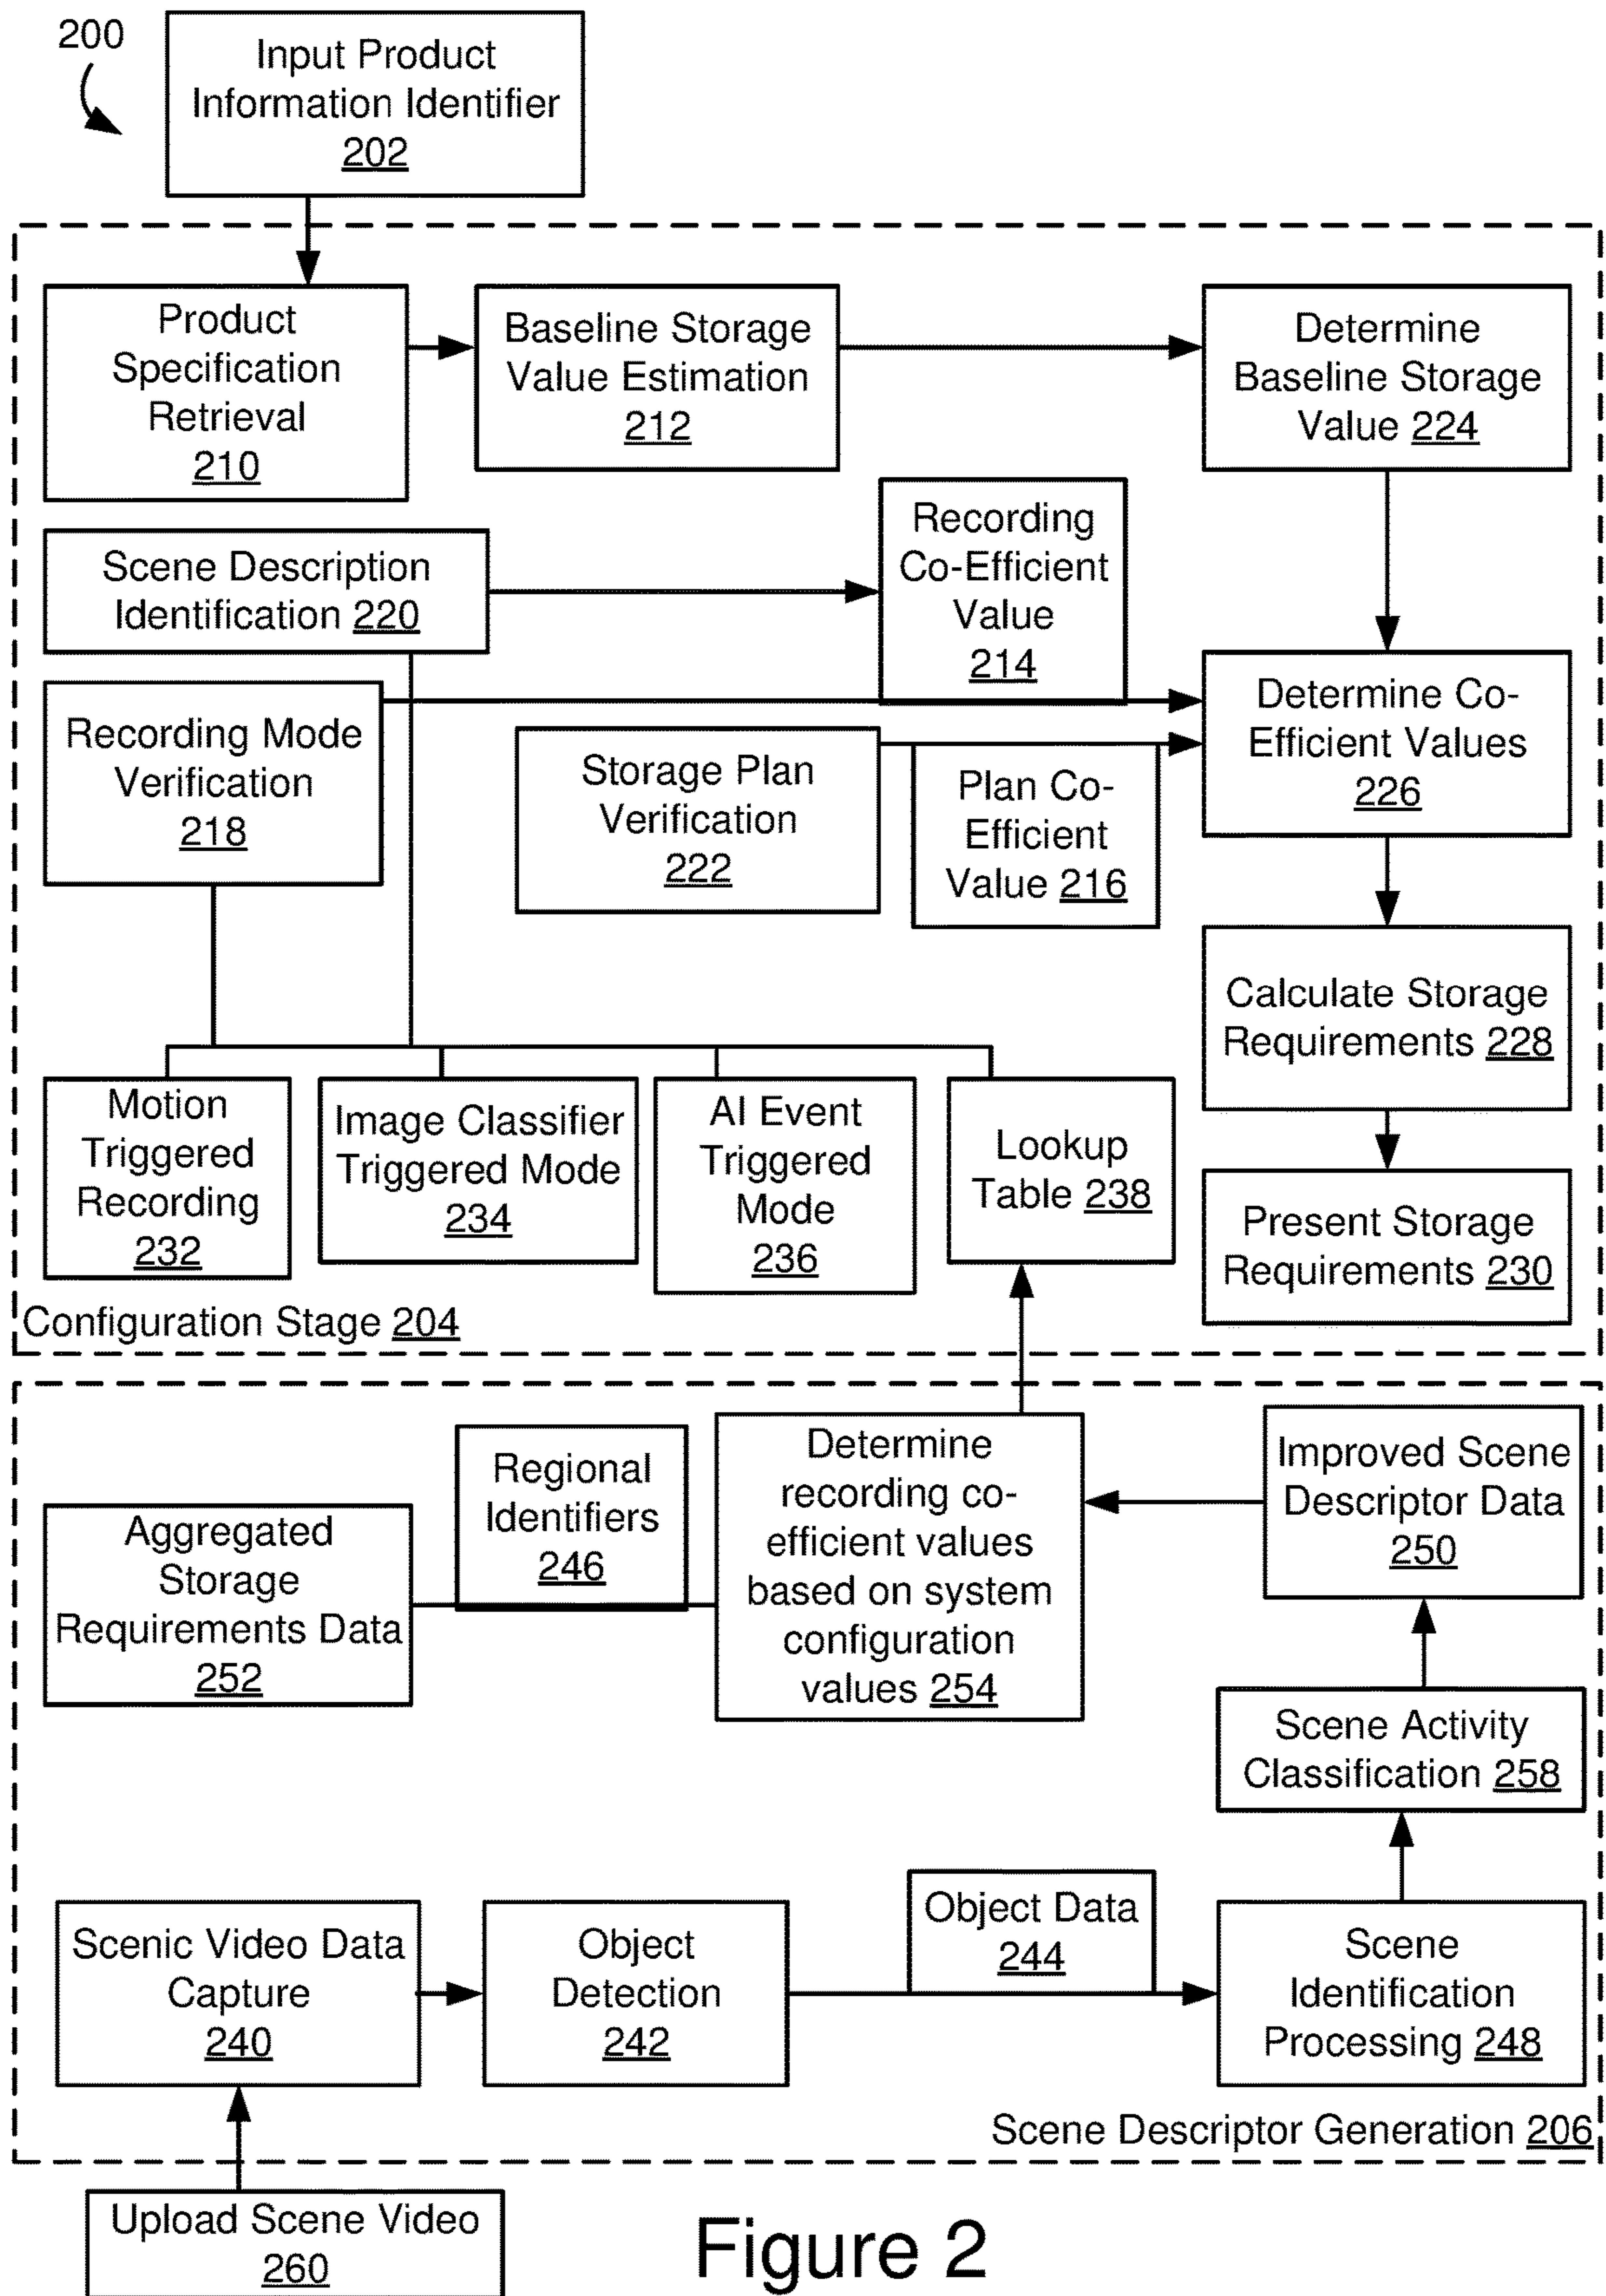 200
Input Product
Information Identifier
202
Product
Specification
Retrieval
210
Baseline Storage
Value Estimation
212
Determine
Baseline Storage
Value 224
Scene Description
Identification 220
Recording
Co-Efficient
Value
214
Recording Mode
Verification
218
Storage Plan
Verification
222
Plan Co-
Efficient
Value 216
Determine Co-
Efficient Values
226
Calculate Storage
Requirements 228
Motion
Triggered
Recording
232
Image Classifier
Triggered Mode
234
AI Event
Triggered
Mode
236
Lookup
Table 238
Present Storage
Requirements 230
Configuration Stage 204
Aggregated
Storage
Requirements Data
252
Regional
Identifiers
246
Determine
recording co-
efficient values
based on system
configuration
values 254
Improved Scene
Descriptor Data
250
Scene Activity
Classification 258
Scenic Video Data
Capture
240
Object
Detection
242
Object Data
244
Scene
Identification
Processing 248
Scene Descriptor Generation 206
Upload Scene Video
260
Figure 2